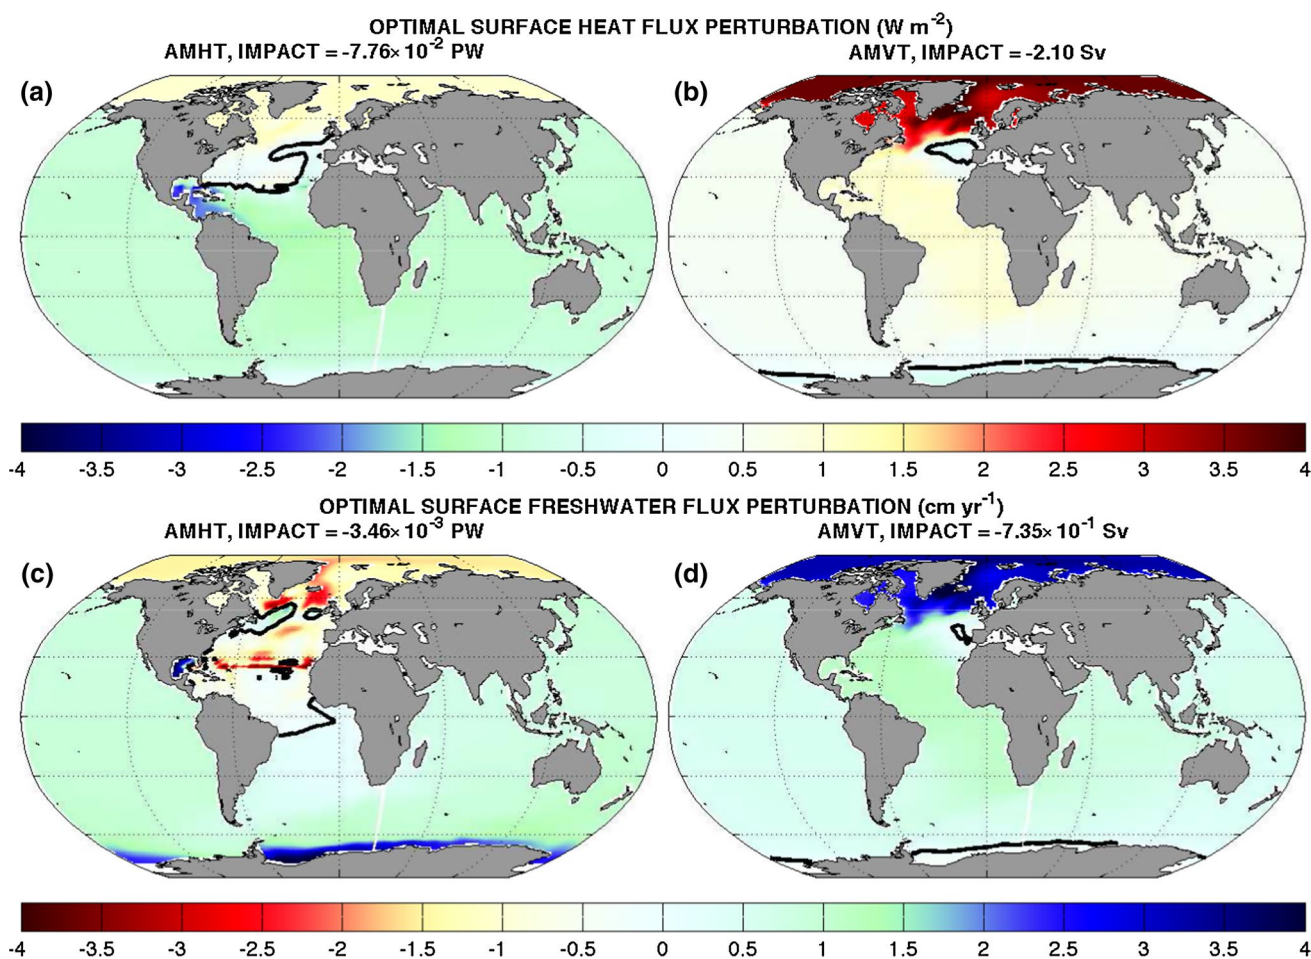 OPTIMAL SURFACE HEAT FLUX PERTURBATION (W m⁻²)
AMHT, IMPACT = -7.76× 10⁻² PW
AMVT, IMPACT = -2.10 Sv
(a)
(b)
-4 -3.5 -3 -2.5 -2 -1.5 -1 -0.5 0 0.5 1 1.5 2 2.5 3 3.5 4
OPTIMAL SURFACE FRESHWATER FLUX PERTURBATION (cm yr⁻¹)
AMHT, IMPACT = -3.46× 10⁻³ PW
AMVT, IMPACT = -7.35× 10⁻¹ Sv
(c)
(d)
-4 -3.5 -3 -2.5 -2 -1.5 -1 -0.5 0 0.5 1 1.5 2 2.5 3 3.5 4